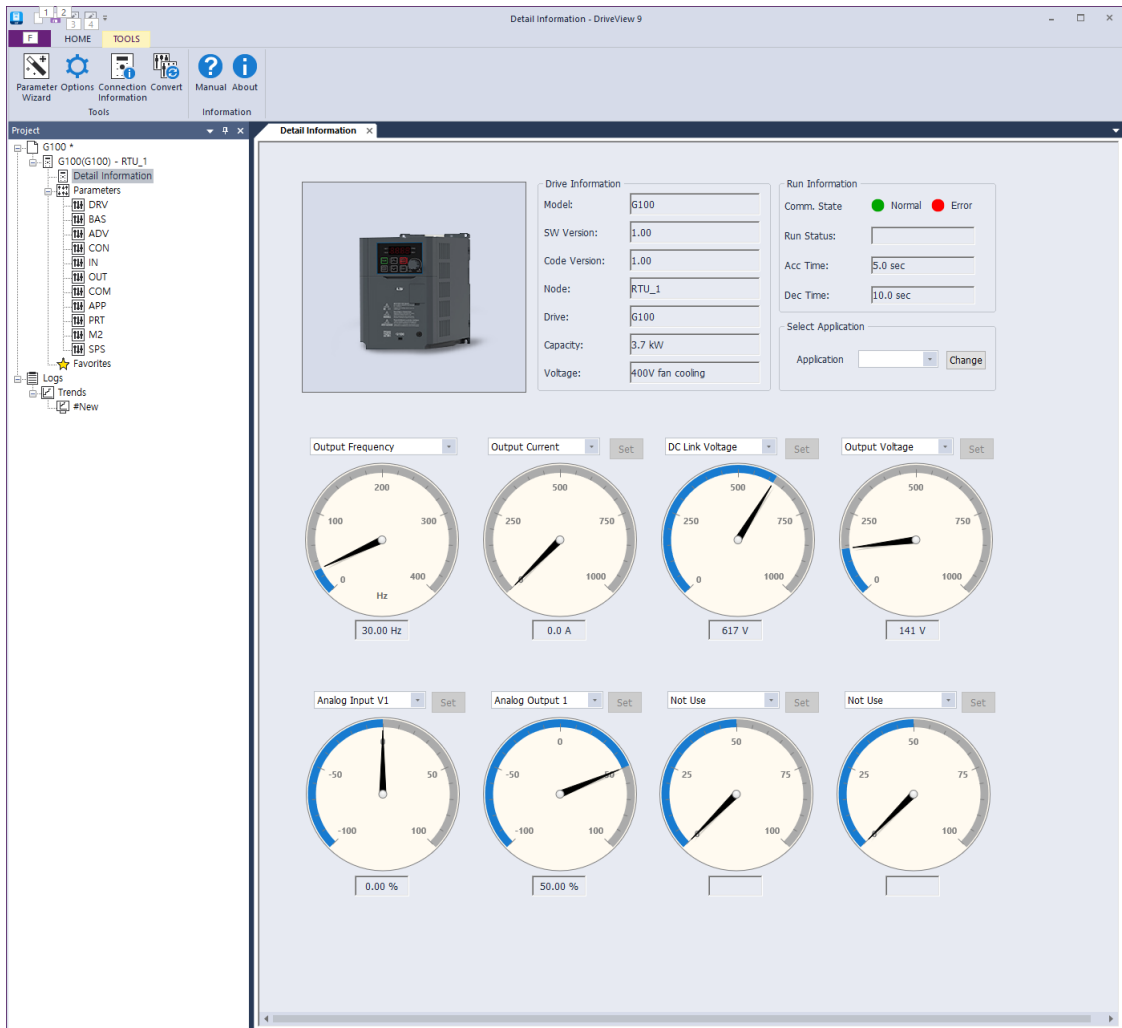 1 2
Detail Information - DriveView 9
3 4
F HOME TOOLS
Parameter Wizard Options Connection Information Convert Manual About
Tools Information
Project
Detail Information
G100 *
G100(G100) - RTU_1
Detail Information
Parameters
DRV
BAS
ADV
CON
IN
OUT
COM
APP
PRT
M2
SPS
Favorites
Logs
Trends
#New
Drive Information
Model: G100
SW Version: 1.00
Code Version: 1.00
Node: RTU_1
Drive: G100
Capacity: 3.7 kW
Voltage: 400V fan cooling
Run Information
Comm. State Normal Error
Run Status:
Acc Time: 5.0 sec
Dec Time: 10.0 sec
Select Application
Application Change
Output Frequency
200
100 300
0 400
Hz
30.00 Hz
Output Current Set
500
250 750
0 1000
0.0 A
DC Link Voltage Set
500
250 750
0 1000
617 V
Output Voltage Set
500
250 750
0 1000
141 V
Analog Input V1 Set
0
-50 50
-100 100
0.00 %
Analog Output 1 Set
0
-50 50
-100 100
50.00 %
Not Use Set
50
25 75
0 100
Not Use Set
50
25 75
0 100